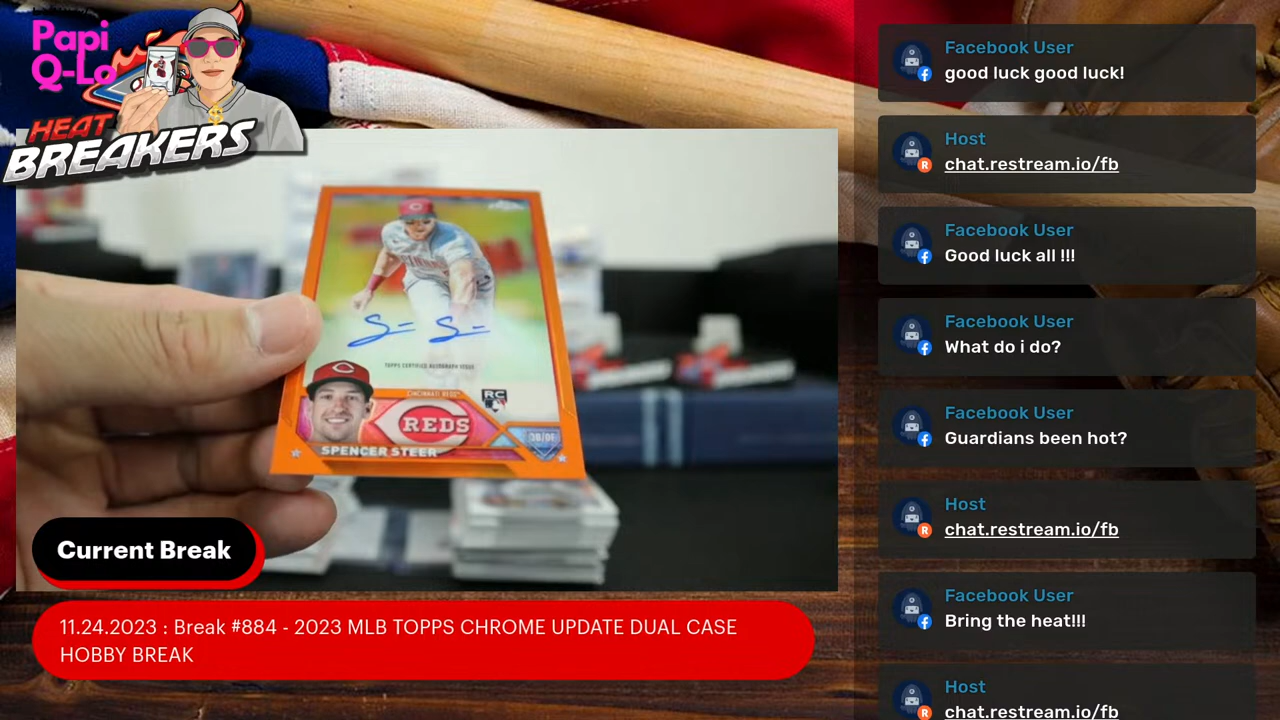 Papi
Q-Lo
HEAT
BREAKERS
TOPPS CERTIFIED AUTOGRAPH ISSUE
CINCINNATI REDS
RC
REDS
SPENCER STEER
Current Break
11.24.2023 : Break #884 - 2023 MLB TOPPS CHROME UPDATE DUAL CASE
HOBBY BREAK
Facebook User
good luck good luck!
Host
chat.restream.io/fb
Facebook User
Good luck all !!!
Facebook User
What do i do?
Facebook User
Guardians been hot?
Host
chat.restream.io/fb
Facebook User
Bring the heat!!!
Host
chat.restream.io/fb